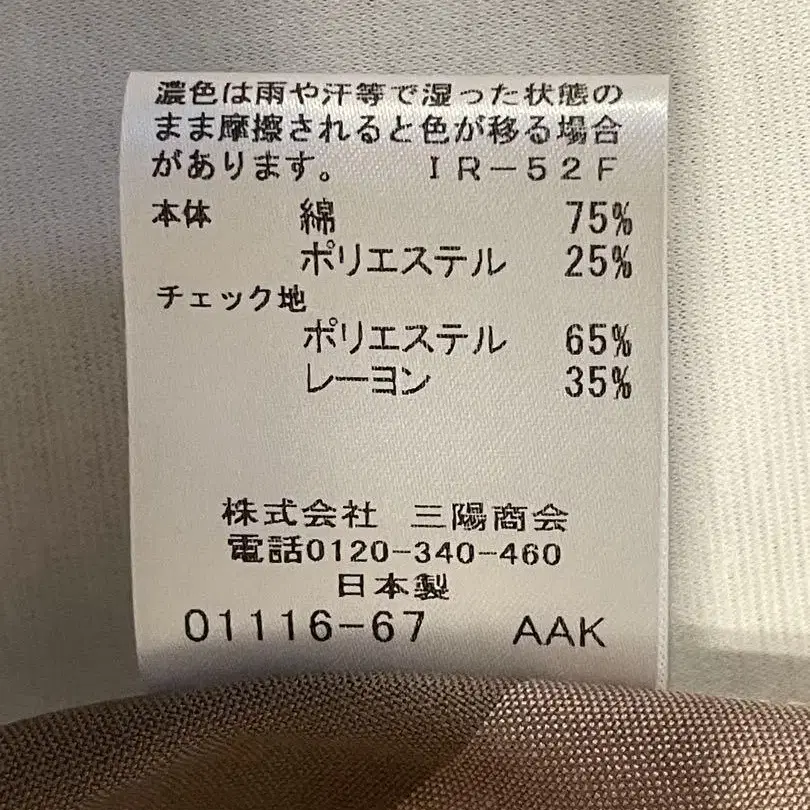 濃色は雨や汗等で湿った状態の
まま摩擦されると色が移る場合
があります。 IR-52F
本体 綿 75%
ポリエステル 25%
チェック地
ポリエステル 65%
レーヨン 35%
株式会社 三陽商会
電話0120-340-460
日本製
01116-67 AAK